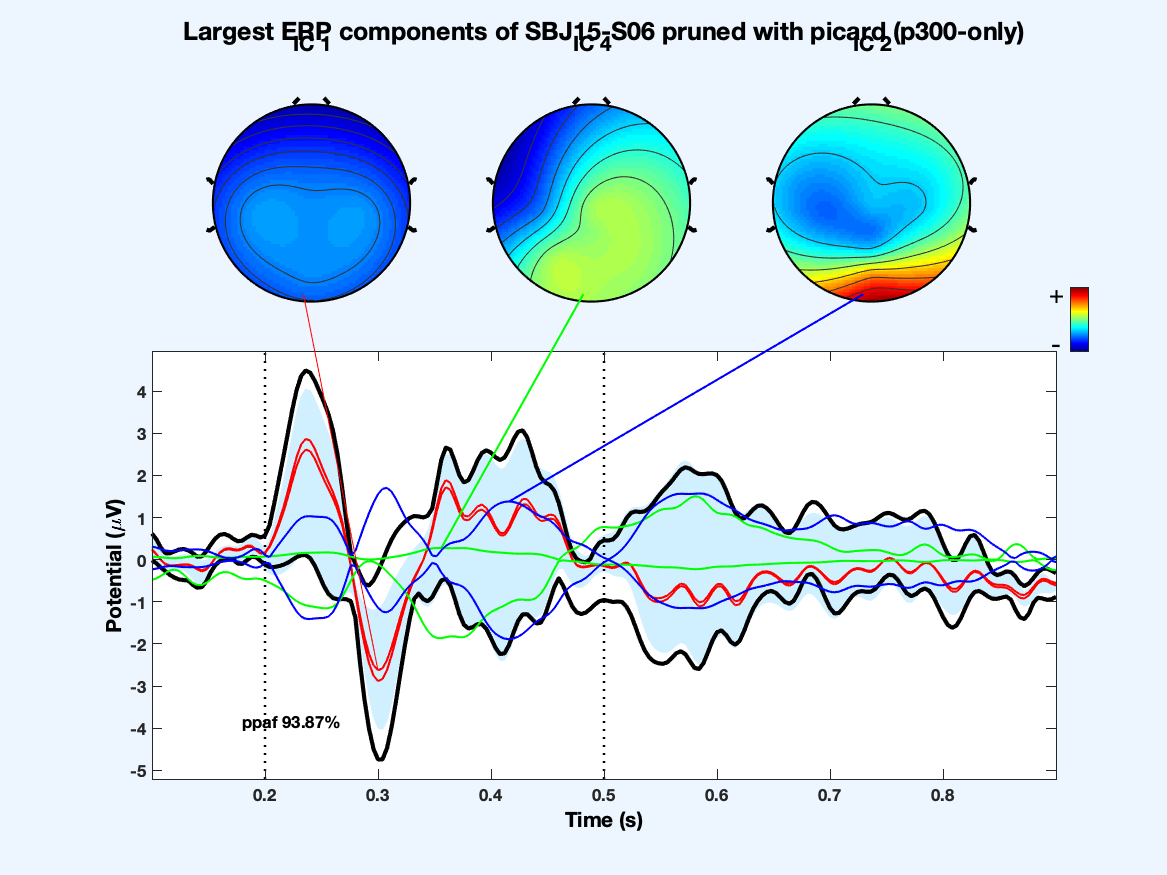 Largest ERP components of SBJ15-S06 pruned with picard (p300-only)
IC 1
IC 4
IC 2
+
-
4
3
2
1
0
-1
-2
-3
-4
-5
Potential (μV)
ppaf 93.87%
0.2 0.3 0.4 0.5 0.6 0.7 0.8
Time (s)